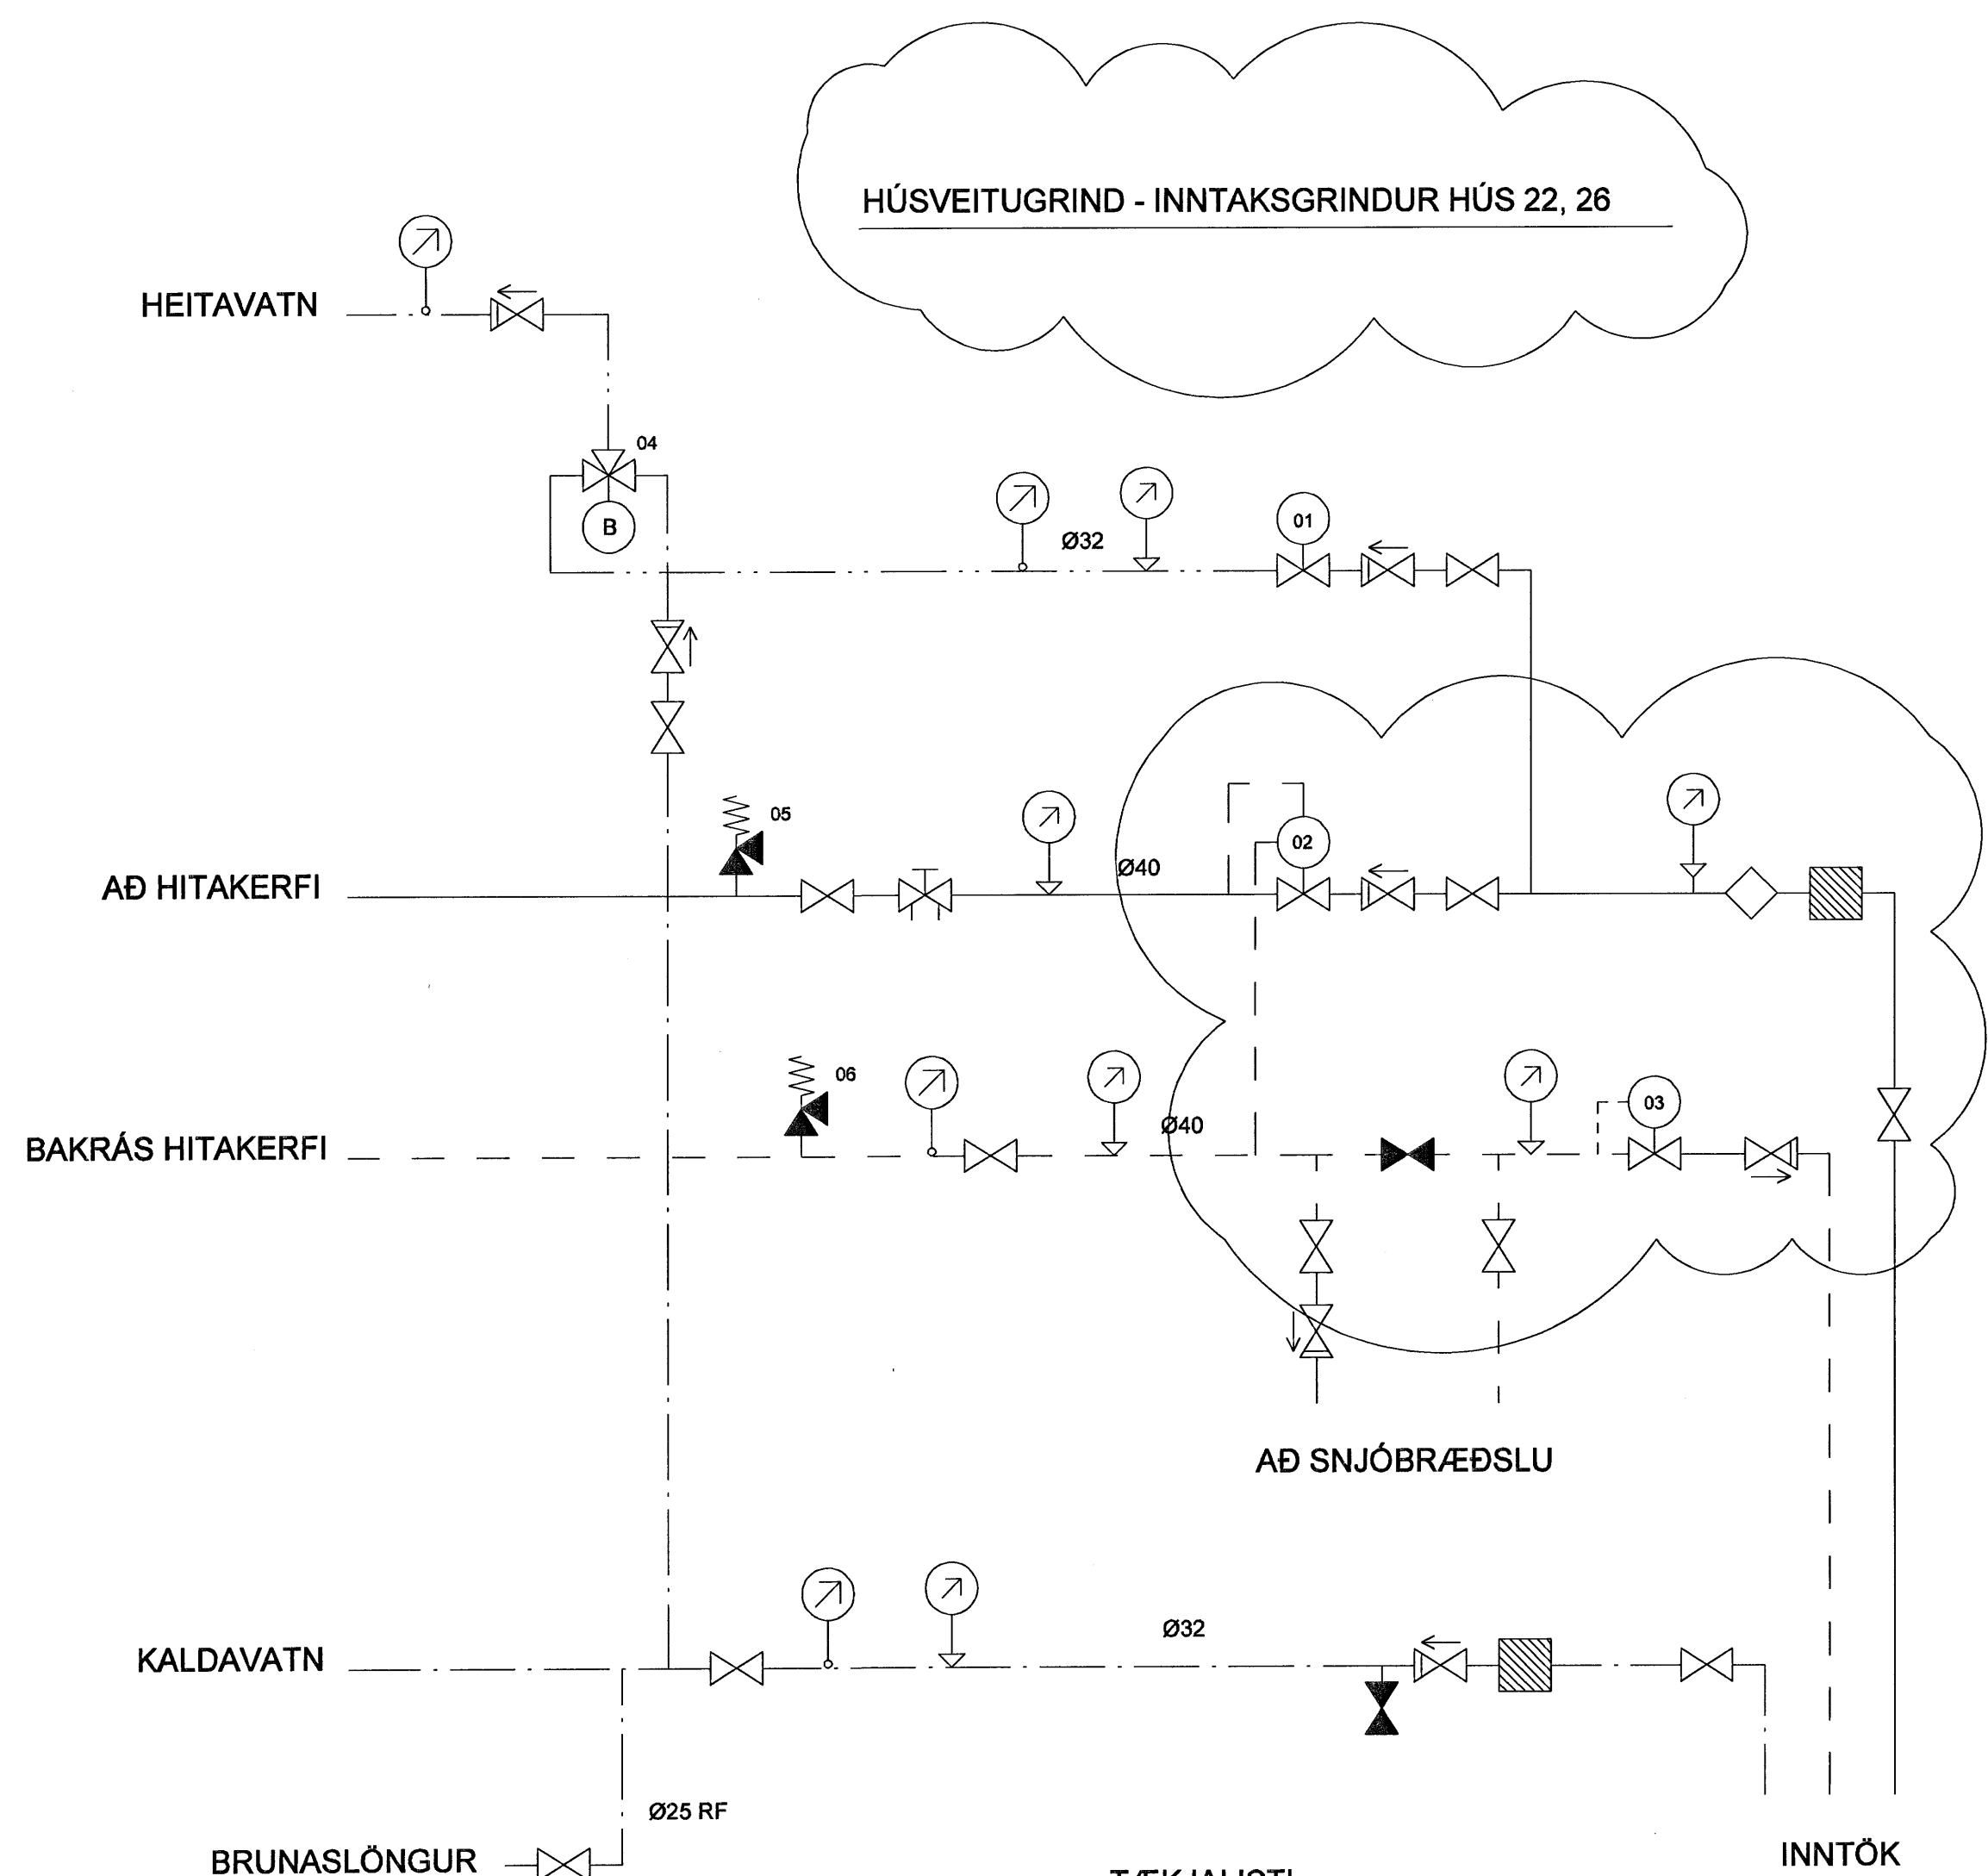 HÚSVEITUGRIND - INNTAKSGRINDUR HÚS 22, 26
HEITAVATN
04
B
Ø32
01
05
02
AÐ HITAKERFI
Ø40
06
03
BAKRÁS HITAKERFI
Ø40
AÐ SNJÓBRÆÐSLU
KALDAVATN
Ø32
Ø25 RF
BRUNASLÖNGUR
INNTÖK